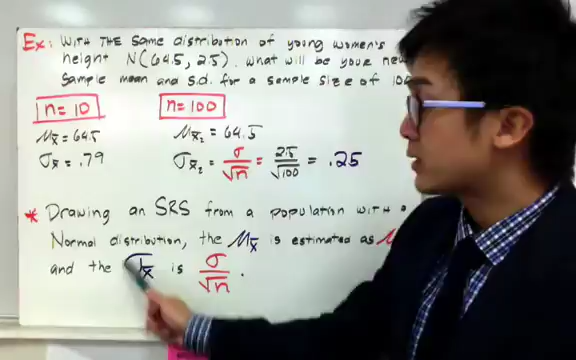 Ex: With the same distribution of young women's
height N(64.5, 2.5). What will be your new
sample mean and s.d. for a sample size of
n=10 n=100
μx̄ = 64.5 μx̄₂ = 64.5
σx̄ = .79 σx̄₂ = σ/√n = 2.5/√100 = .25
* Drawing an SRS from a population with a
Normal distribution, the μx̄ is estimated as
and the σx̄ is σ/√n.